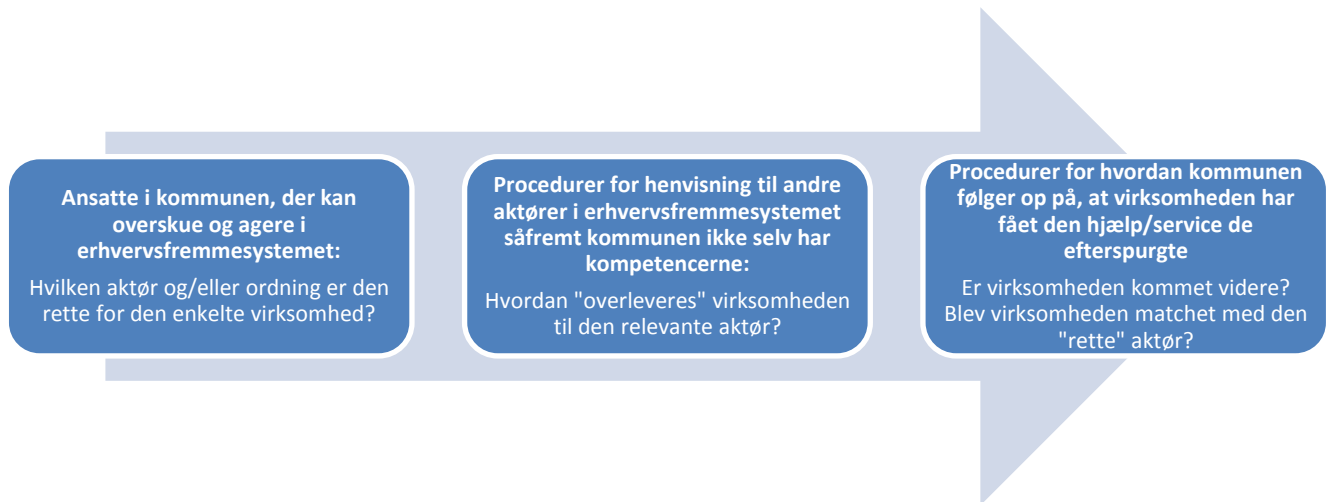 Ansatte i kommunen, der kan
overskue og agere i
erhvervsfremmesystemet:
Hvilken aktør og/eller ordning er den
rette for den enkelte virksomhed?
Procedurer for henvisning til andre
aktører i erhvervsfremmesystemet
såfremt kommunen ikke selv har
kompetencerne:
Hvordan "overleveres" virksomheden
til den relevante aktør?
Procedurer for hvordan kommunen
følger op på, at virksomheden har
fået den hjælp/service de
efterspurgte
Er virksomheden kommet videre?
Blev virksomheden matchet med den
"rette" aktør?